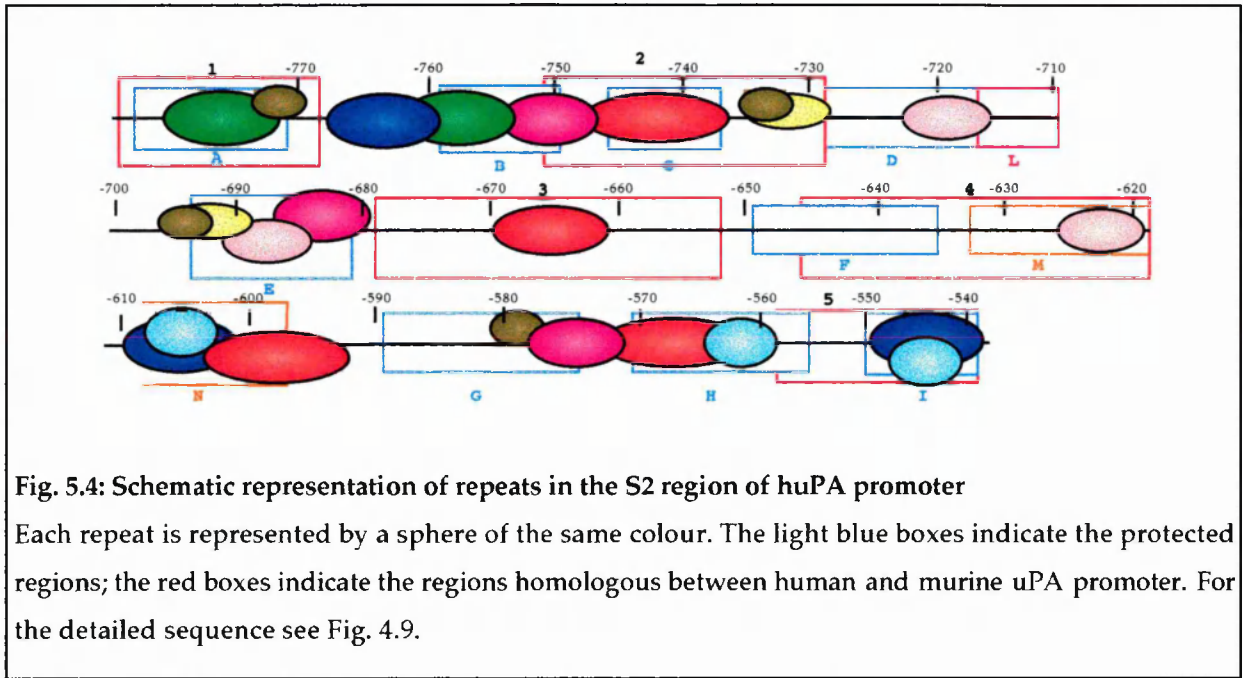 1 -770 -760 -750 2 -740 -730 -720 -710
A B C D L
-700 -690 -680 -670 3 -660 -650 -640 4 -630 -620
E F M
-610 -600 -590 -580 -570 -560 5 -550 -540
N G H I
Fig. 5.4: Schematic representation of repeats in the S2 region of huPA promoter
Each repeat is represented by a sphere of the same colour. The light blue boxes indicate the protected
regions; the red boxes indicate the regions homologous between human and murine uPA promoter. For
the detailed sequence see Fig. 4.9.